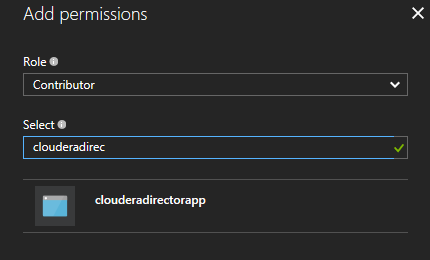 Add permissions
Role
Contributor
Select
clouderadirec
clouderadirectorapp